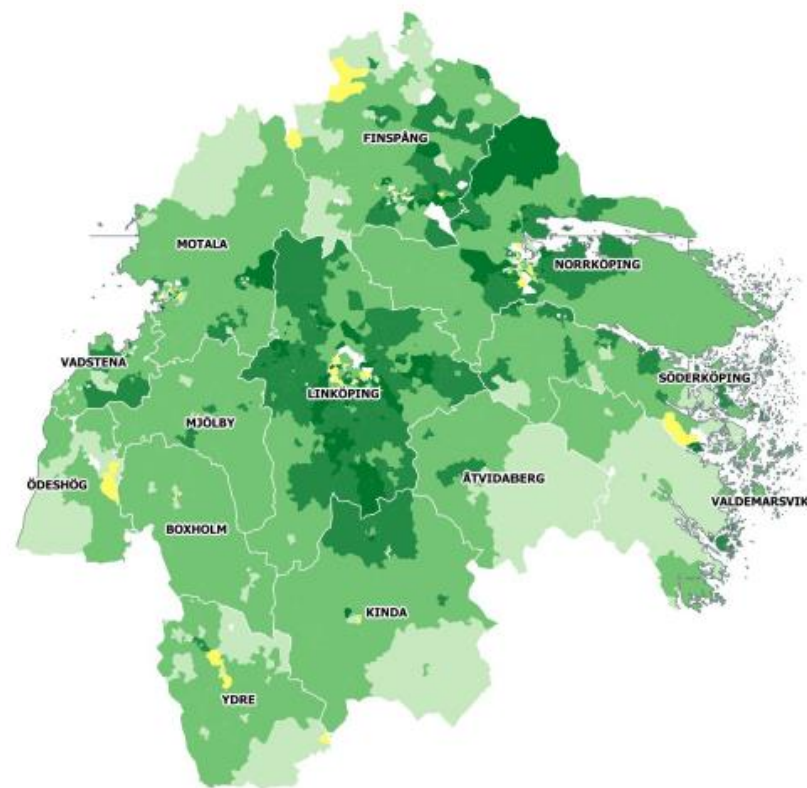 FINSPÅNG
MOTALA
NORRKÖPING
VADSTENA
SÖDERKÖPING
LINKÖPING
MJÖLBY
ÅTVIDABERG
ÖDESHÖG
VALDEMARSVIK
BOXHOLM
KINDA
YDRE